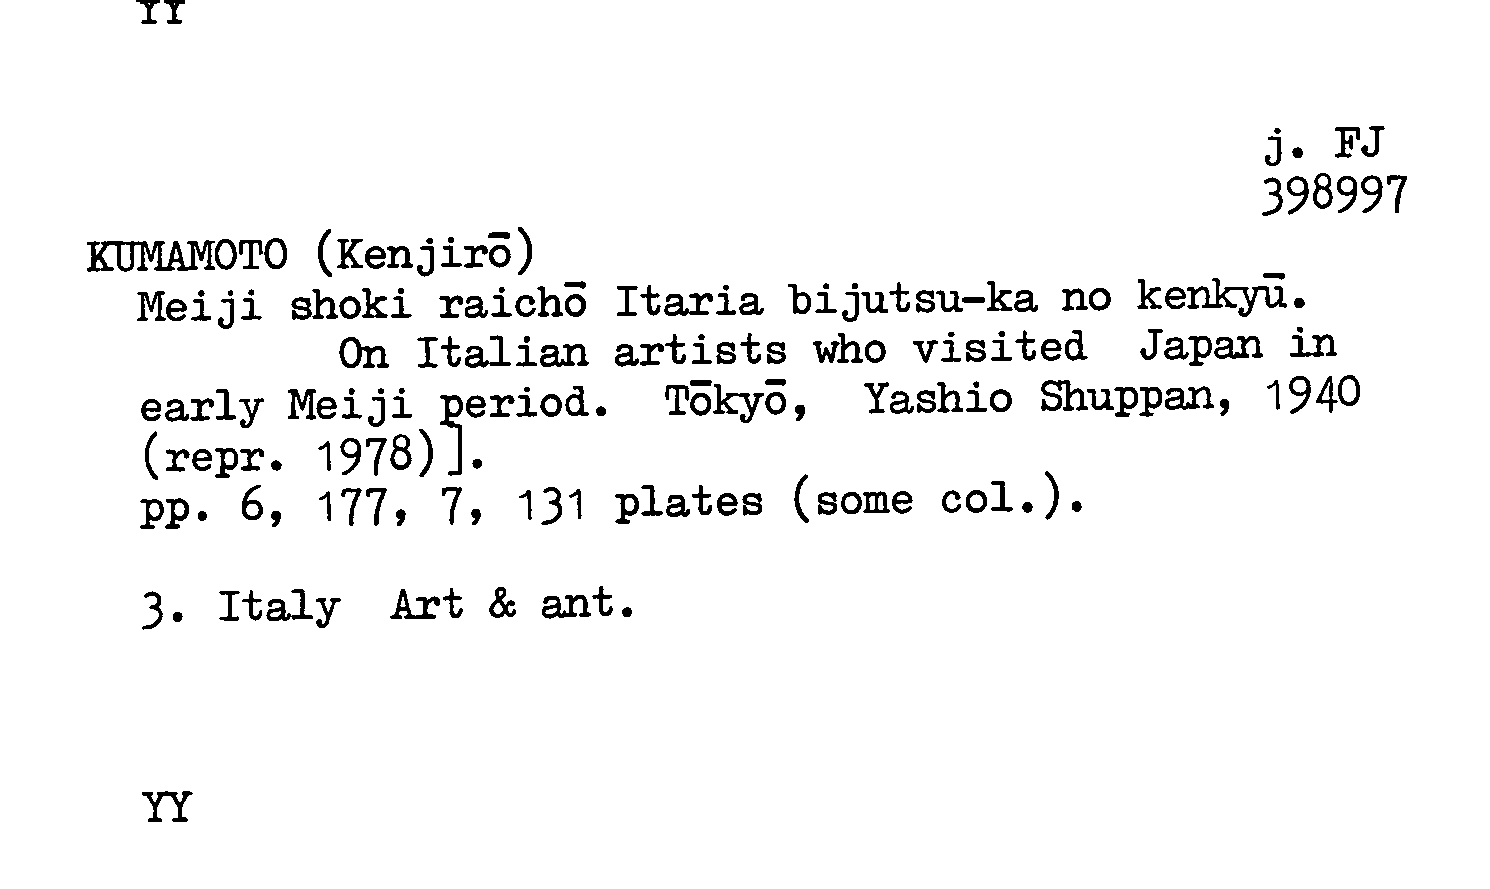 YY
j. FJ
398997
KUMAMOTO (Kenjirō)
Meiji shoki raichō Itaria bijutsu-ka no kenkyū.
On Italian artists who visited Japan in
early Meiji period. Tōkyō, Yashio Shuppan, 1940
(repr. 1978)].
pp. 6, 177, 7, 131 plates (some col.).
3. Italy Art & ant.
YY